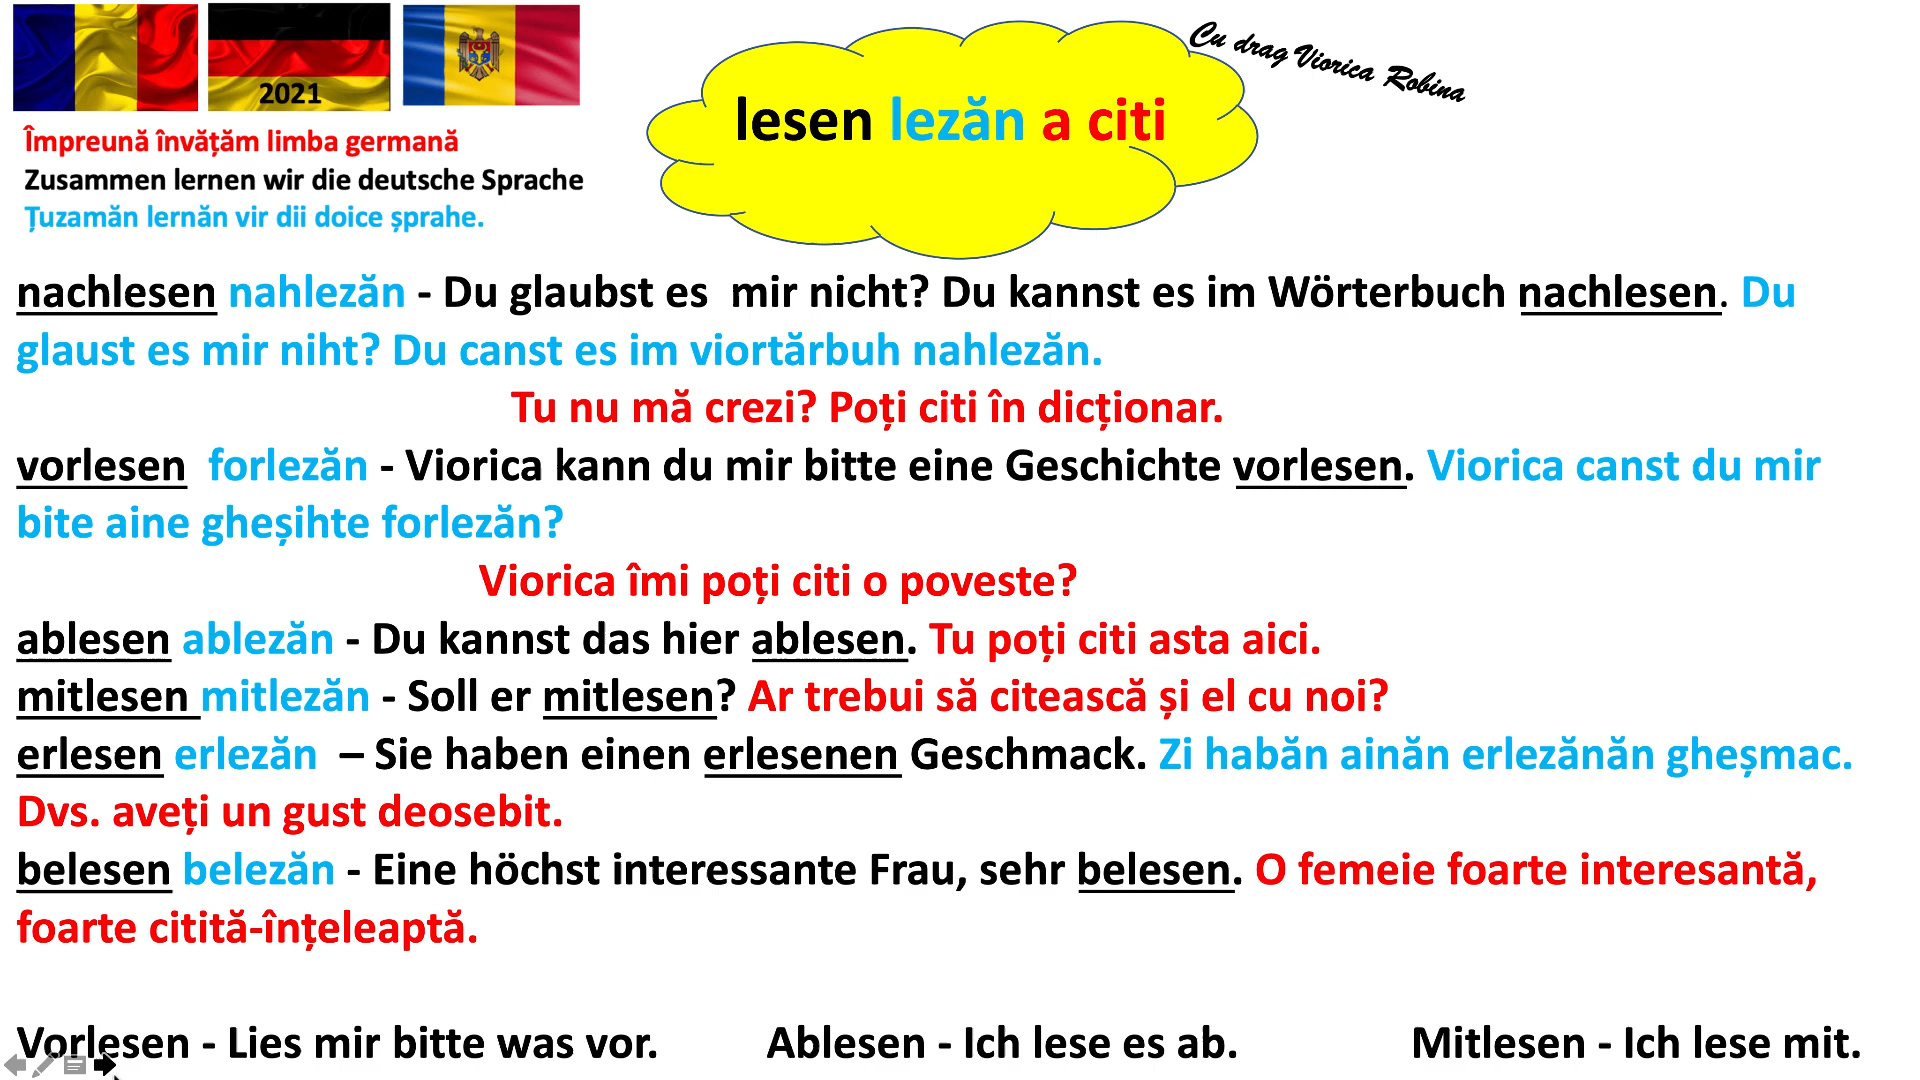 2021
Împreună învățăm limba germană
Zusammen lernen wir die deutsche Sprache
Țuzamăn lernăn vir dii doice șprahe.
lesen lezăn a citi
Cu drag Viorica Robina
nachlesen nahlezăn - Du glaubst es mir nicht? Du kannst es im Wörterbuch nachlesen. Du
glaust es mir niht? Du canst es im viortărbuh nahlezăn.
Tu nu mă crezi? Poți citi în dicționar.
vorlesen forlezăn - Viorica kann du mir bitte eine Geschichte vorlesen. Viorica canst du mir
bite aine gheșihte forlezăn?
Viorica îmi poți citi o poveste?
ablesen ablezăn - Du kannst das hier ablesen. Tu poți citi asta aici.
mitlesen mitlezăn - Soll er mitlesen? Ar trebui să citească și el cu noi?
erlesen erlezăn – Sie haben einen erlesenen Geschmack. Zi habăn ainăn erlezănăn gheșmac.
Dvs. aveți un gust deosebit.
belesen belezăn - Eine höchst interessante Frau, sehr belesen. O femeie foarte interesantă,
foarte citită-înțeleaptă.
Vorlesen - Lies mir bitte was vor. Ablesen - Ich lese es ab. Mitlesen - Ich lese mit.